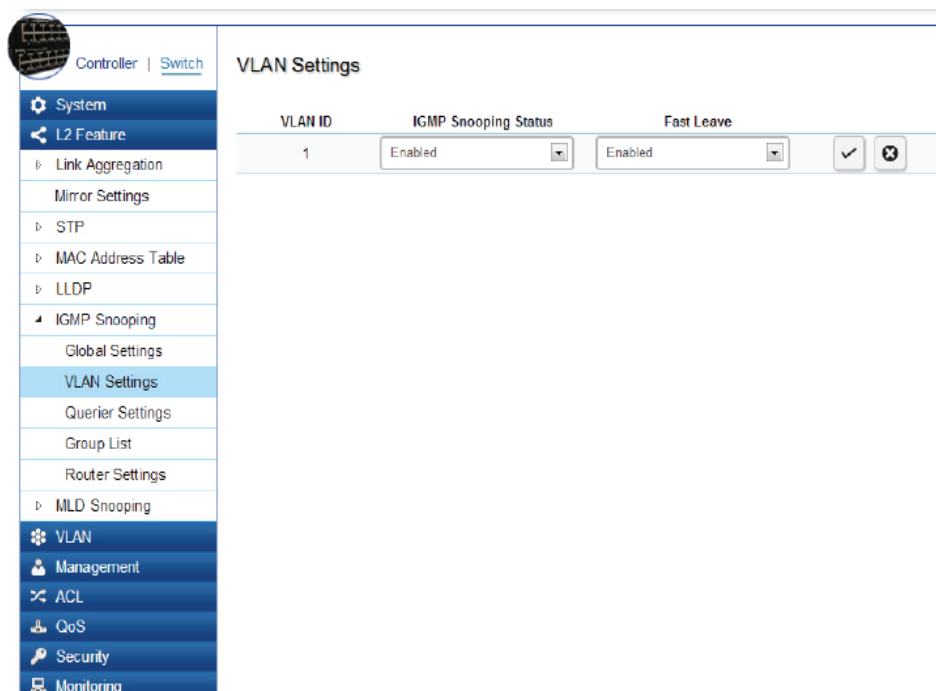 Controller | Switch
System
L2 Feature
Link Aggregation
Mirror Settings
STP
MAC Address Table
LLDP
IGMP Snooping
Global Settings
VLAN Settings
Querier Settings
Group List
Router Settings
MLD Snooping
VLAN
Management
ACL
QoS
Security
Monitoring
VLAN Settings
VLAN ID IGMP Snooping Status Fast Leave
1 Enabled Enabled